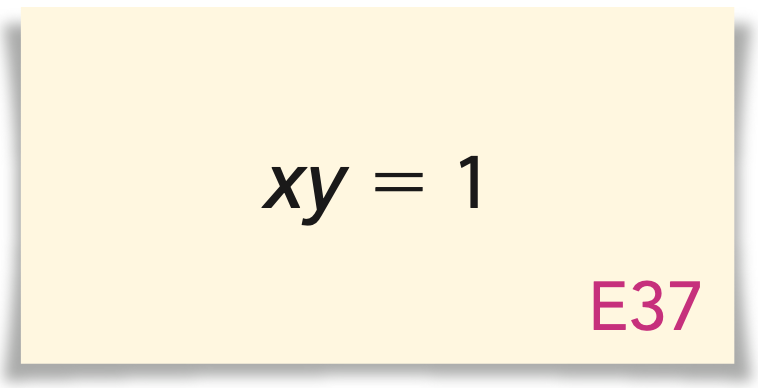 xy = 1
E37